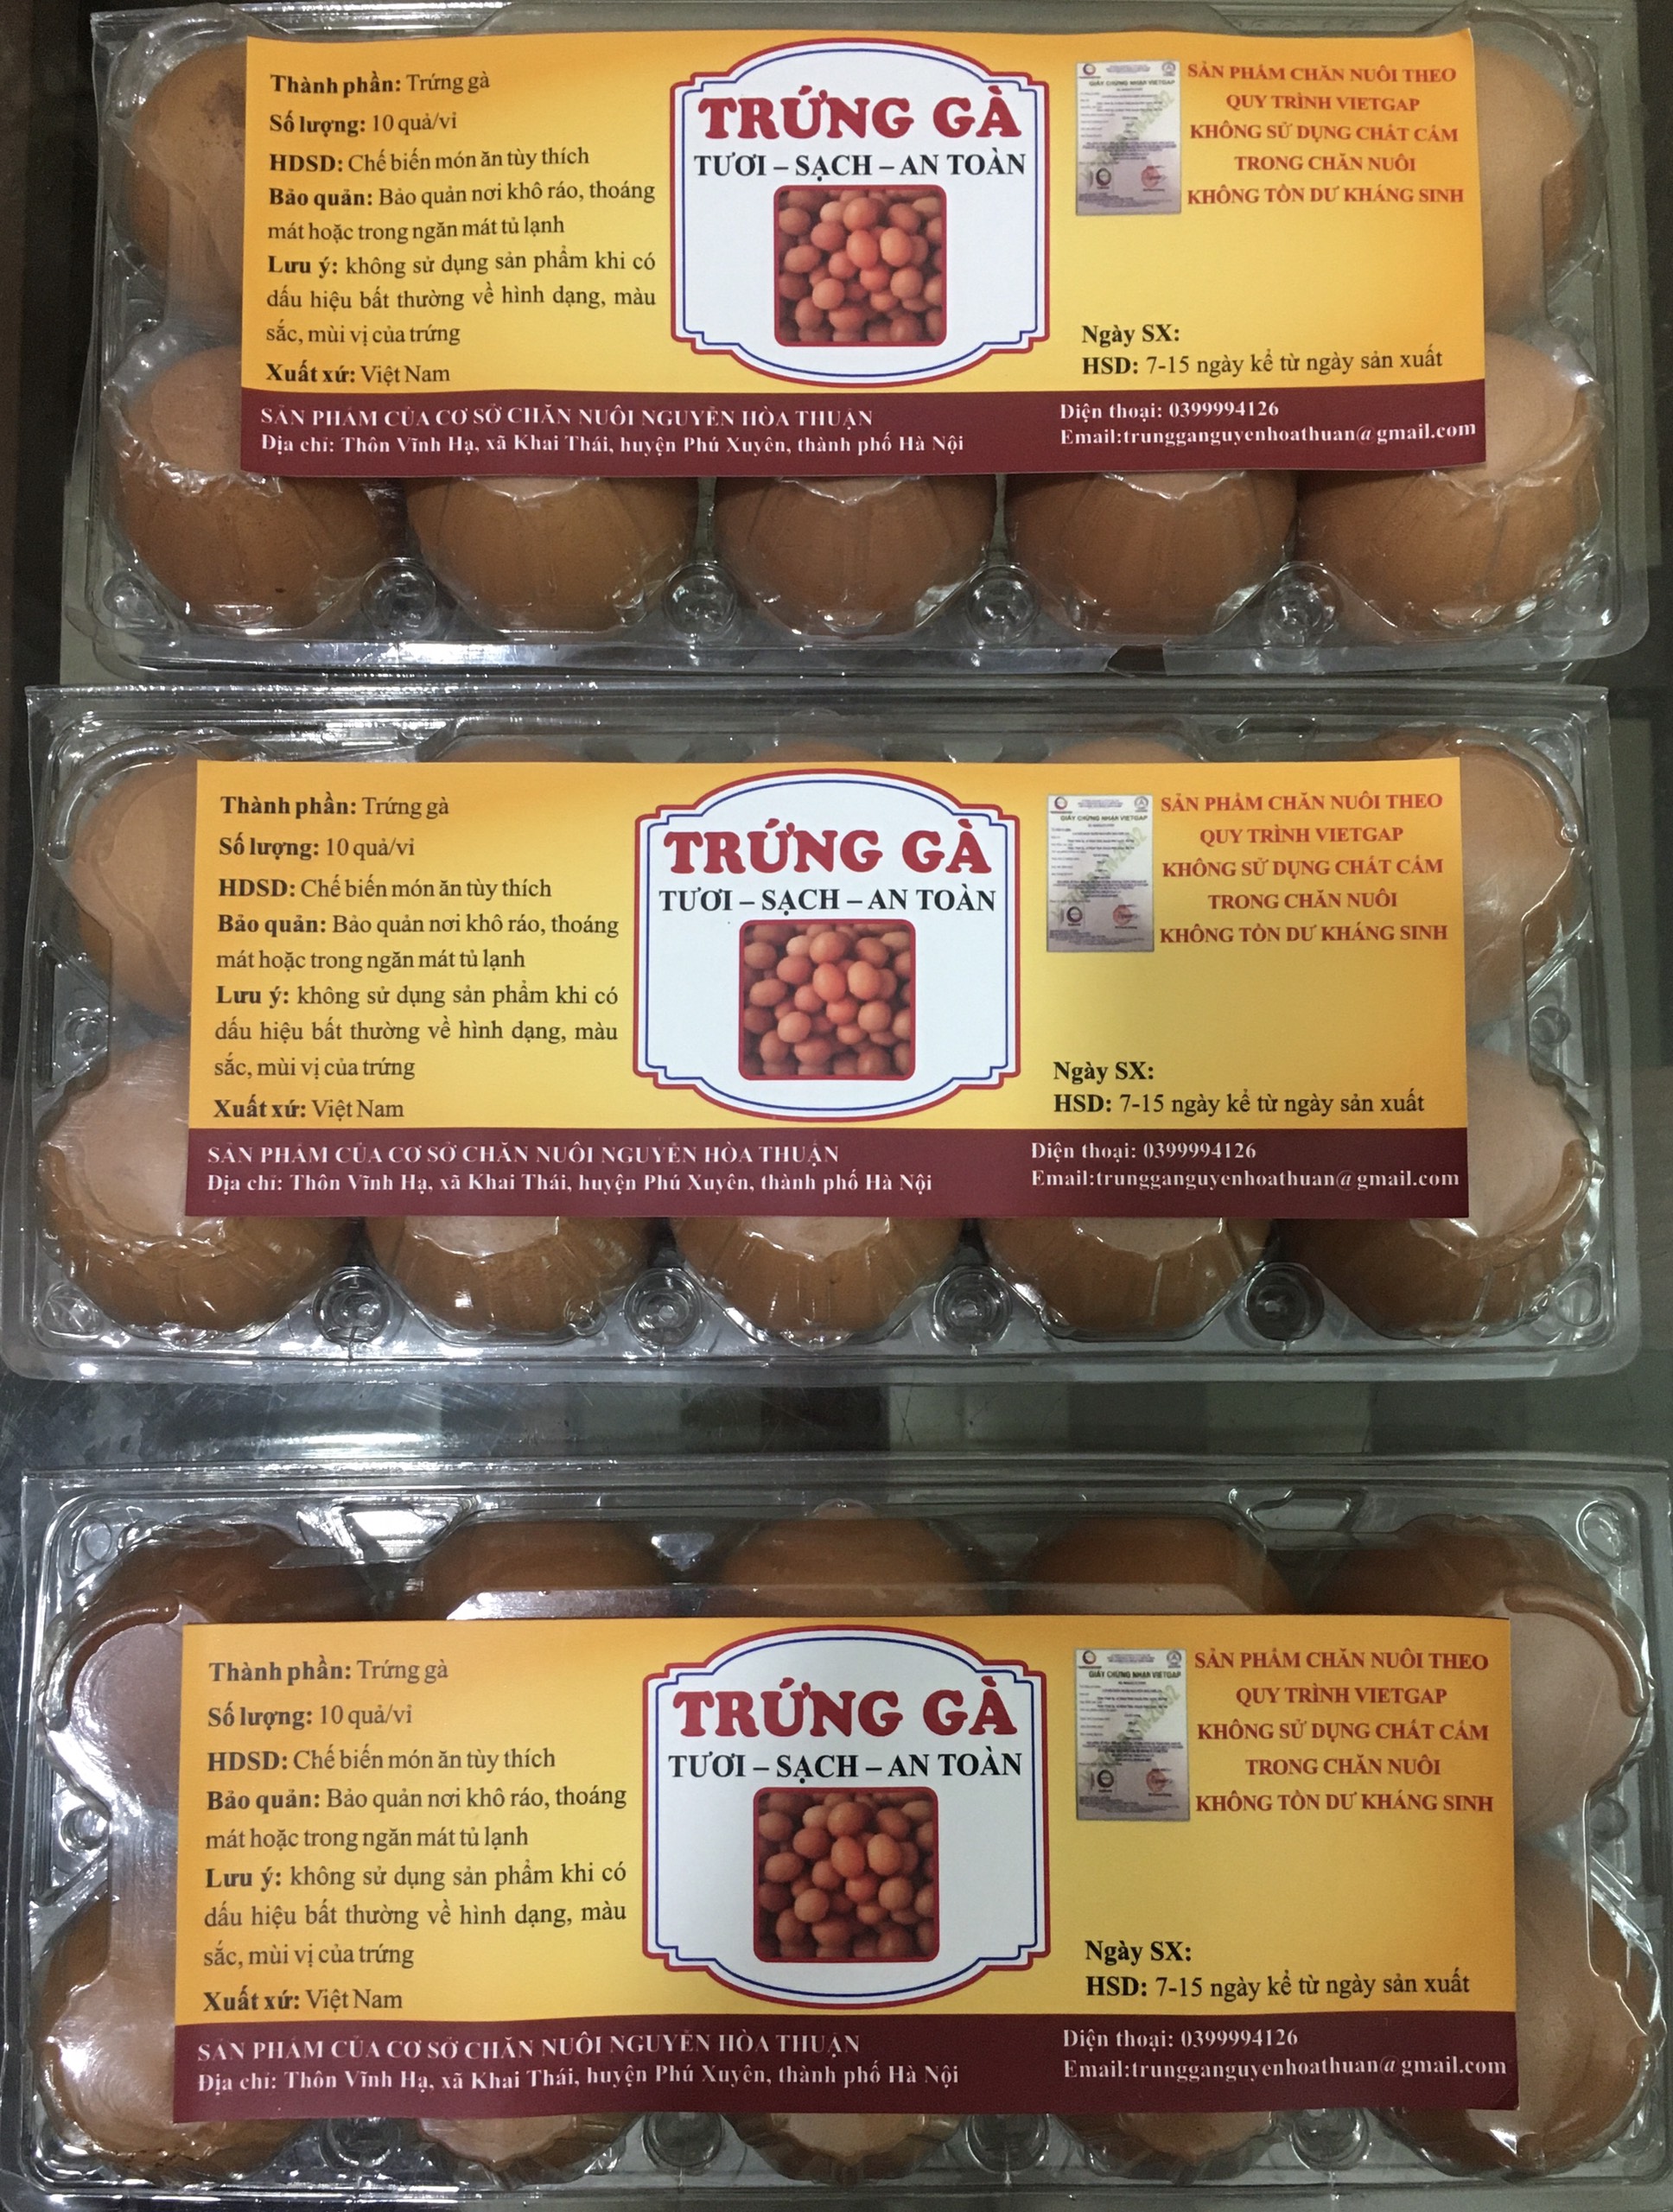 Thành phần: Trứng gà
Số lượng: 10 quả/vỉ
HDSD: Chế biến món ăn tùy thích
Bảo quản: Bảo quản nơi khô ráo, thoáng
mát hoặc trong ngăn mát tủ lạnh
Lưu ý: không sử dụng sản phẩm khi có
dấu hiệu bất thường về hình dạng, màu
sắc, mùi vị của trứng
Xuất xứ: Việt Nam
TRỨNG GÀ
TƯƠI – SẠCH – AN TOÀN
GIẤY CHỨNG NHẬN VIETGAP
SẢN PHẨM CHĂN NUÔI THEO
QUY TRÌNH VIETGAP
KHÔNG SỬ DỤNG CHẤT CẤM
TRONG CHĂN NUÔI
KHÔNG TỒN DƯ KHÁNG SINH
Ngày SX:
HSD: 7-15 ngày kể từ ngày sản xuất
SẢN PHẨM CỦA CƠ SỞ CHĂN NUÔI NGUYỄN HÒA THUẬN
Địa chỉ: Thôn Vĩnh Hạ, xã Khai Thái, huyện Phú Xuyên, thành phố Hà Nội
Điện thoại: 0399994126
Email:trungganguyenhoathuan@gmail.com
Thành phần: Trứng gà
Số lượng: 10 quả/vỉ
HDSD: Chế biến món ăn tùy thích
Bảo quản: Bảo quản nơi khô ráo, thoáng
mát hoặc trong ngăn mát tủ lạnh
Lưu ý: không sử dụng sản phẩm khi có
dấu hiệu bất thường về hình dạng, màu
sắc, mùi vị của trứng
Xuất xứ: Việt Nam
TRỨNG GÀ
TƯƠI – SẠCH – AN TOÀN
GIẤY CHỨNG NHẬN VIETGAP
SẢN PHẨM CHĂN NUÔI THEO
QUY TRÌNH VIETGAP
KHÔNG SỬ DỤNG CHẤT CẤM
TRONG CHĂN NUÔI
KHÔNG TỒN DƯ KHÁNG SINH
Ngày SX:
HSD: 7-15 ngày kể từ ngày sản xuất
SẢN PHẨM CỦA CƠ SỞ CHĂN NUÔI NGUYỄN HÒA THUẬN
Địa chỉ: Thôn Vĩnh Hạ, xã Khai Thái, huyện Phú Xuyên, thành phố Hà Nội
Điện thoại: 0399994126
Email:trungganguyenhoathuan@gmail.com
Thành phần: Trứng gà
Số lượng: 10 quả/vỉ
HDSD: Chế biến món ăn tùy thích
Bảo quản: Bảo quản nơi khô ráo, thoáng
mát hoặc trong ngăn mát tủ lạnh
Lưu ý: không sử dụng sản phẩm khi có
dấu hiệu bất thường về hình dạng, màu
sắc, mùi vị của trứng
Xuất xứ: Việt Nam
TRỨNG GÀ
TƯƠI – SẠCH – AN TOÀN
GIẤY CHỨNG NHẬN VIETGAP
SẢN PHẨM CHĂN NUÔI THEO
QUY TRÌNH VIETGAP
KHÔNG SỬ DỤNG CHẤT CẤM
TRONG CHĂN NUÔI
KHÔNG TỒN DƯ KHÁNG SINH
Ngày SX:
HSD: 7-15 ngày kể từ ngày sản xuất
SẢN PHẨM CỦA CƠ SỞ CHĂN NUÔI NGUYỄN HÒA THUẬN
Địa chỉ: Thôn Vĩnh Hạ, xã Khai Thái, huyện Phú Xuyên, thành phố Hà Nội
Điện thoại: 0399994126
Email:trungganguyenhoathuan@gmail.com